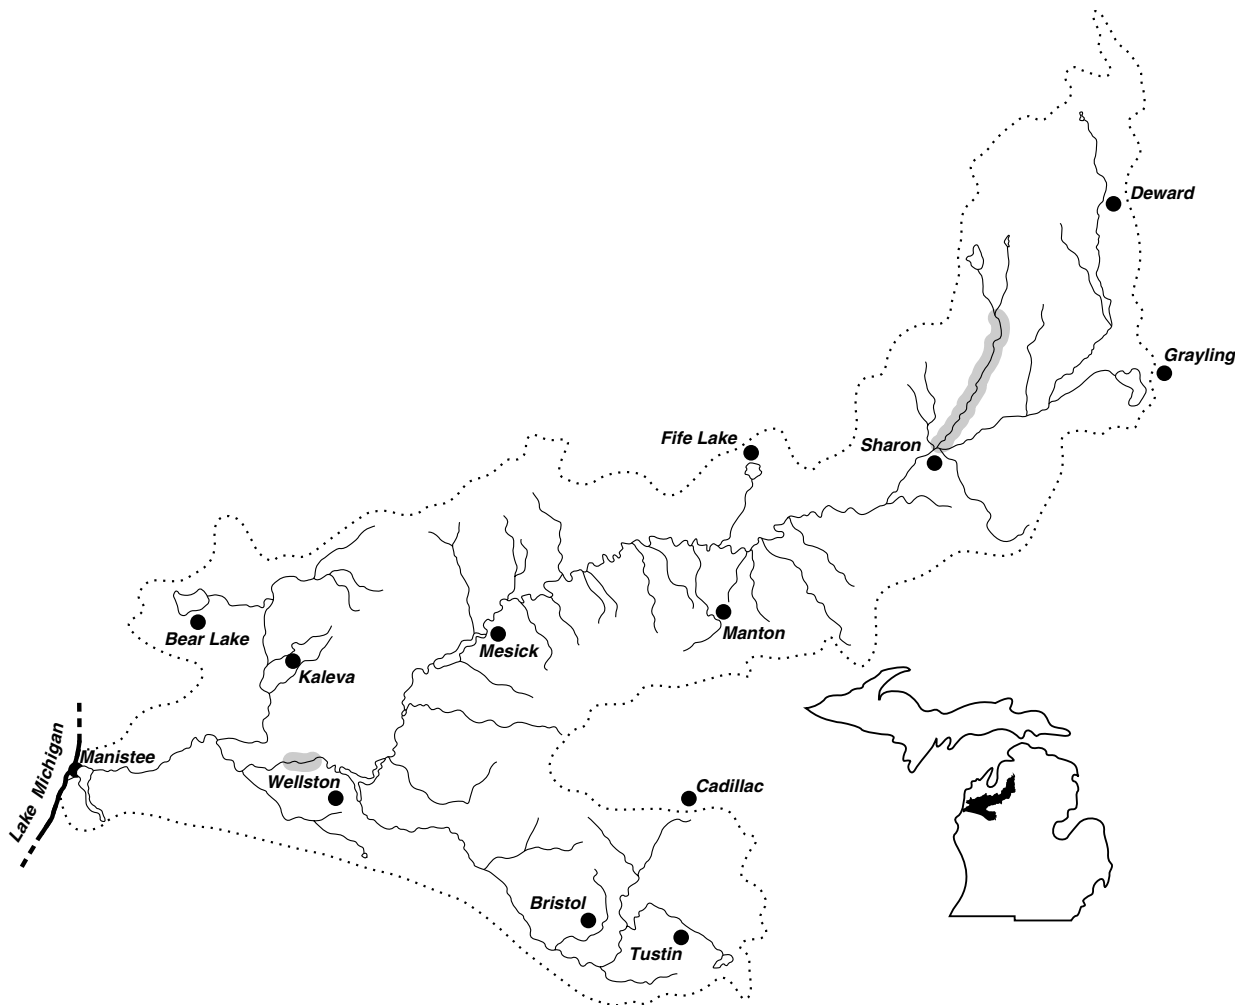 Deward
Grayling
Fife Lake
Sharon
Bear Lake
Manton
Mesick
Kaleva
Lake Michigan
Manistee
Wellston
Cadillac
Bristol
Tustin